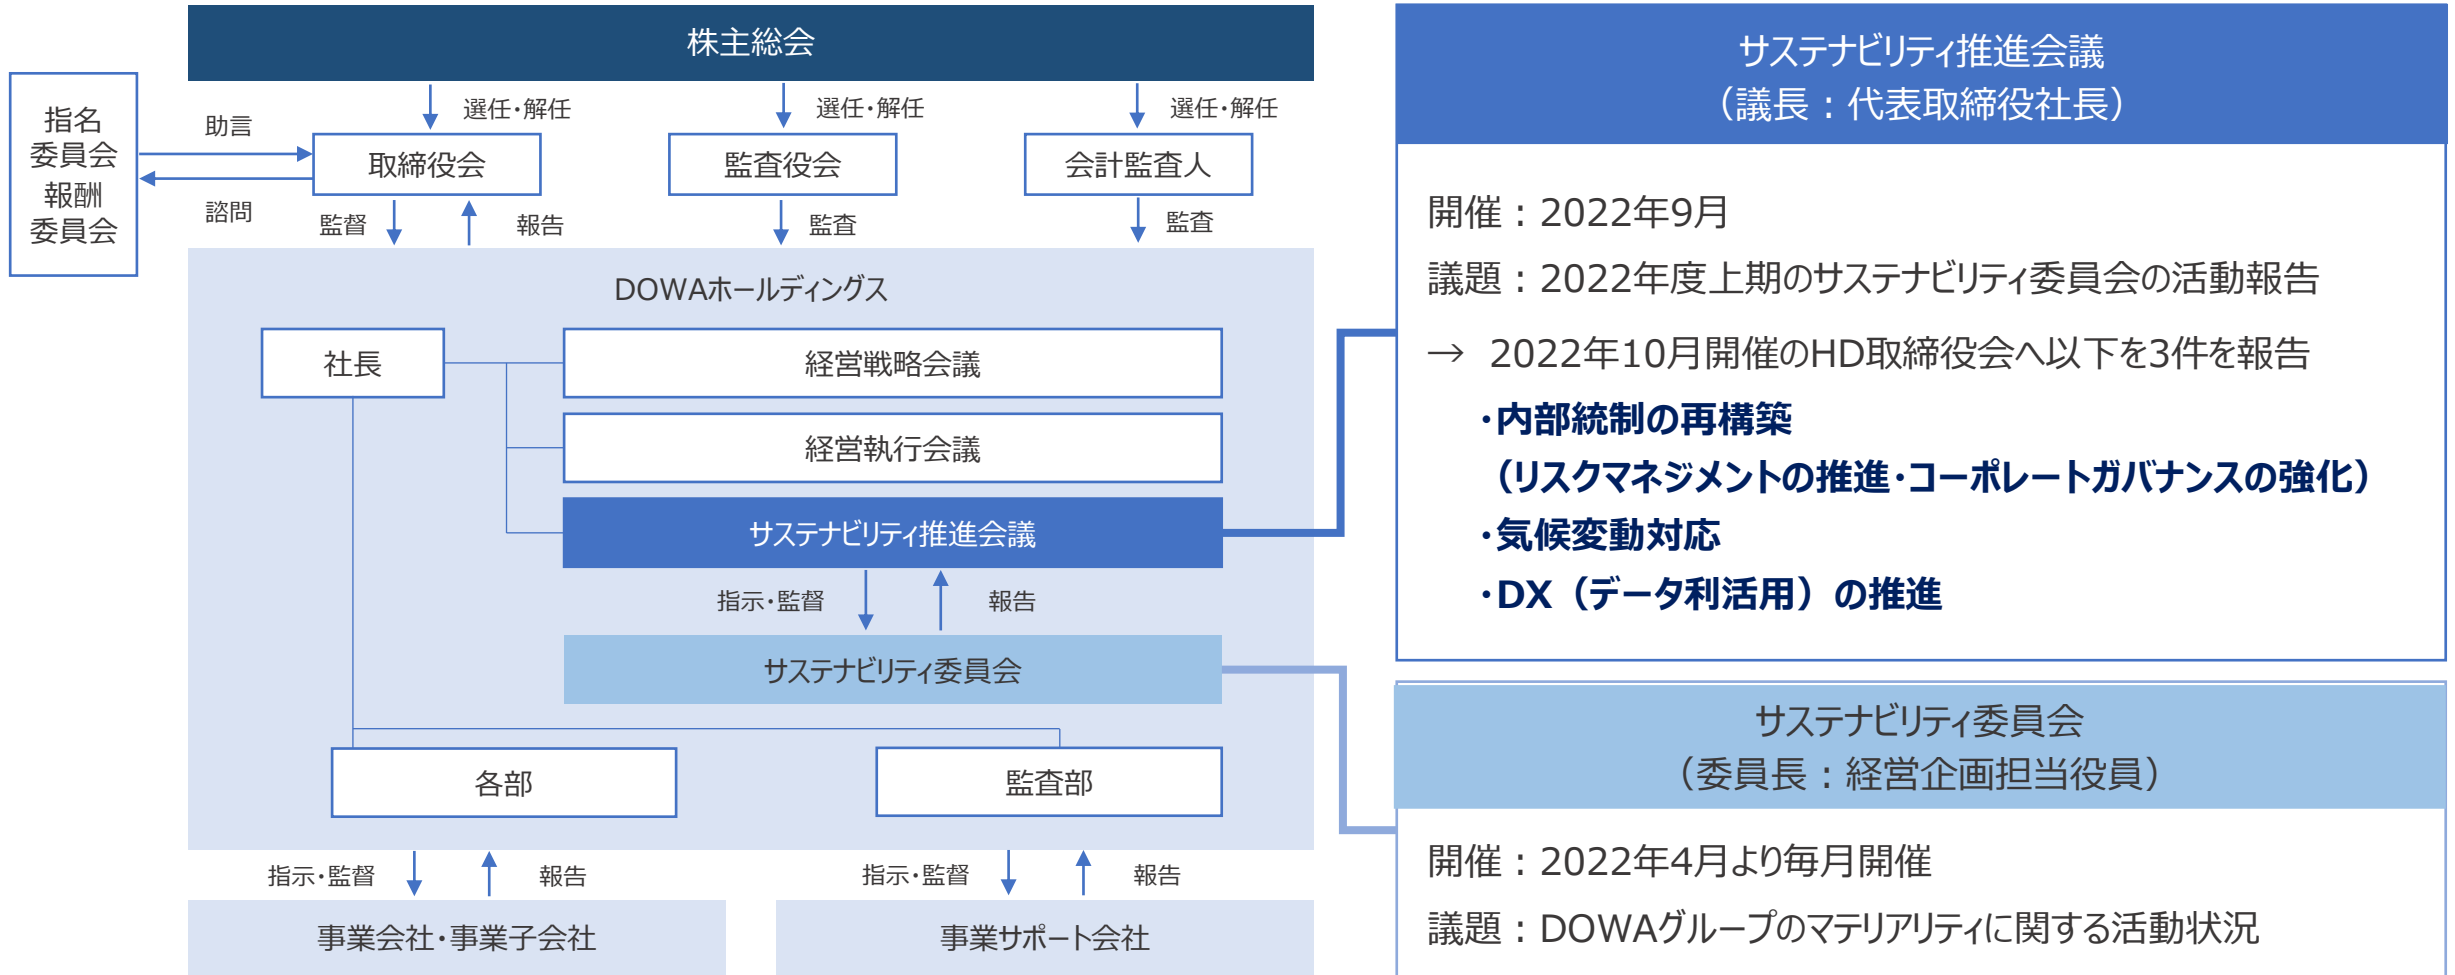 株主総会
指名
委員会
報酬
委員会
助言
諮問
選任・解任
選任・解任
選任・解任
取締役会
監査役会
会計監査人
監督
報告
監査
監査
DOWAホールディングス
社長
経営戦略会議
経営執行会議
サステナビリティ推進会議
指示・監督
報告
サステナビリティ委員会
各部
監査部
指示・監督
報告
指示・監督
報告
事業会社・事業子会社
事業サポート会社
サステナビリティ推進会議
（議長：代表取締役社長）
開催：2022年9月
議題：2022年度上期のサステナビリティ委員会の活動報告
→ 2022年10月開催のHD取締役会へ以下を3件を報告
・内部統制の再構築
（リスクマネジメントの推進・コーポレートガバナンスの強化）
・気候変動対応
・DX（データ利活用）の推進
サステナビリティ委員会
（委員長：経営企画担当役員）
開催：2022年4月より毎月開催
議題：DOWAグループのマテリアリティに関する活動状況